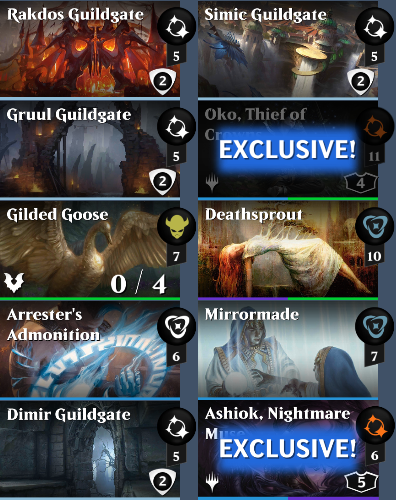 Rakdos Guildgate
5
2
Simic Guildgate
5
2
Gruul Guildgate
5
2
Oko, Thief of
Crowns
EXCLUSIVE!
11
4
Gilded Goose
7
0 / 4
Deathsprout
10
Arrester's
Admonition
6
Mirrormade
7
Dimir Guildgate
5
2
Ashiok, Nightmare
Muse
EXCLUSIVE!
6
5